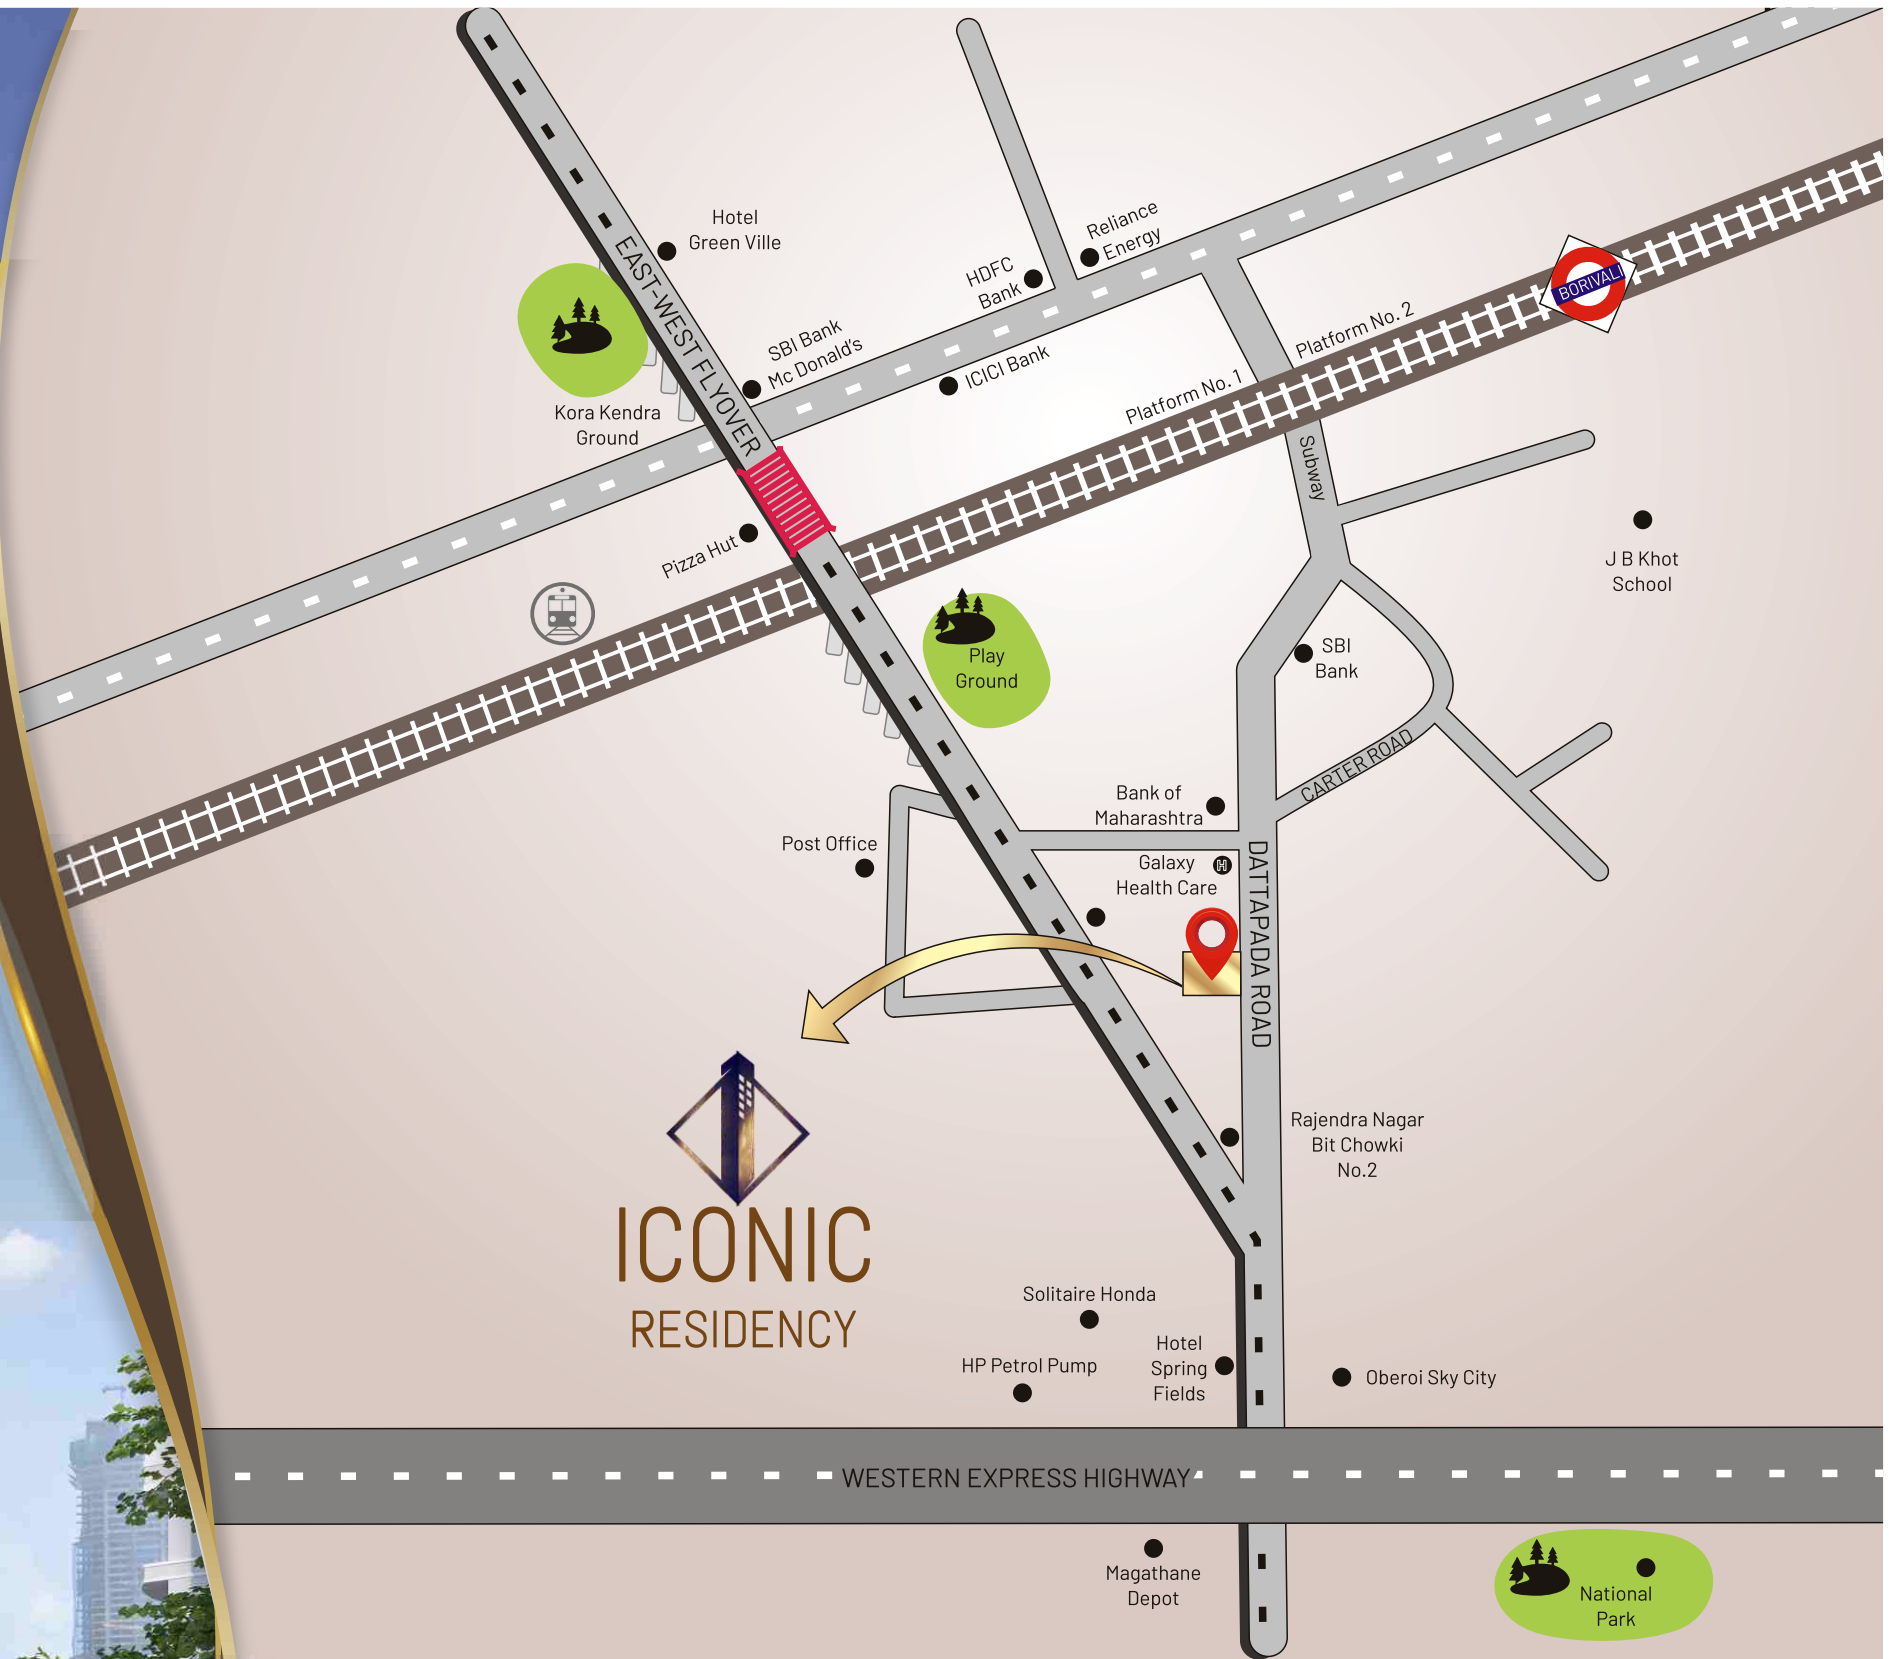 Hotel
Green Ville
EAST-WEST FLYOVER
Reliance
Energy
HDFC
Bank
BORIVALI
SBI Bank
Mc Donald's
ICICI Bank
Platform No. 2
Platform No. 1
Kora Kendra
Ground
Subway
Pizza Hut
J B Khot
School
Play
Ground
SBI
Bank
CARTER ROAD
Bank of
Maharashtra
Post Office
Galaxy
Health Care
H
DATTAPADA ROAD
Rajendra Nagar
Bit Chowki
No.2
ICONIC
RESIDENCY
Solitaire Honda
HP Petrol Pump
Hotel
Spring
Fields
Oberoi Sky City
WESTERN EXPRESS HIGHWAY
Magathane
Depot
National
Park